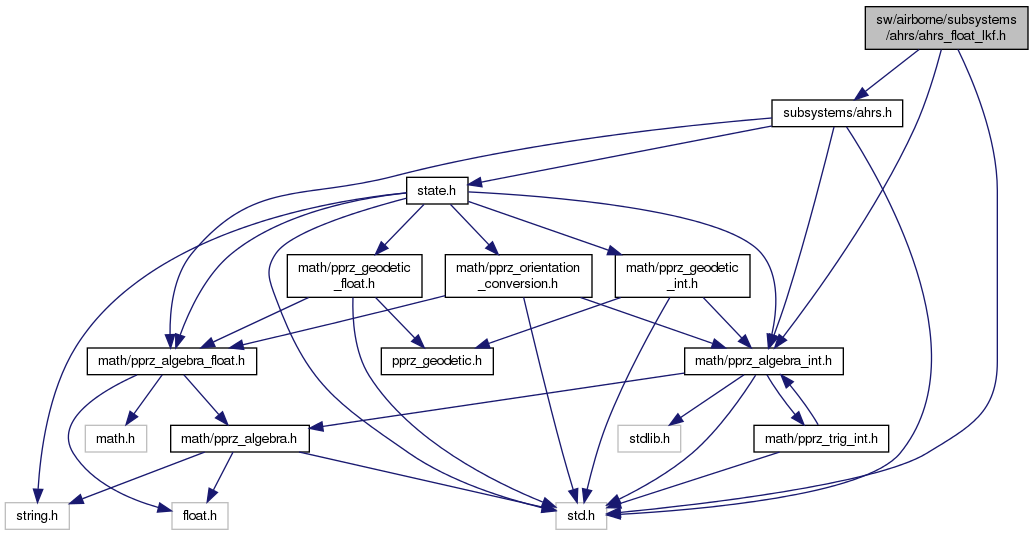 sw/airborne/subsystems
/ahrs/ahrs_float_lkf.h
subsystems/ahrs.h
state.h
math/pprz_geodetic
_float.h
math/pprz_orientation
_conversion.h
math/pprz_geodetic
_int.h
math/pprz_algebra_float.h
pprz_geodetic.h
math/pprz_algebra_int.h
math.h
math/pprz_algebra.h
stdlib.h
math/pprz_trig_int.h
string.h
float.h
std.h